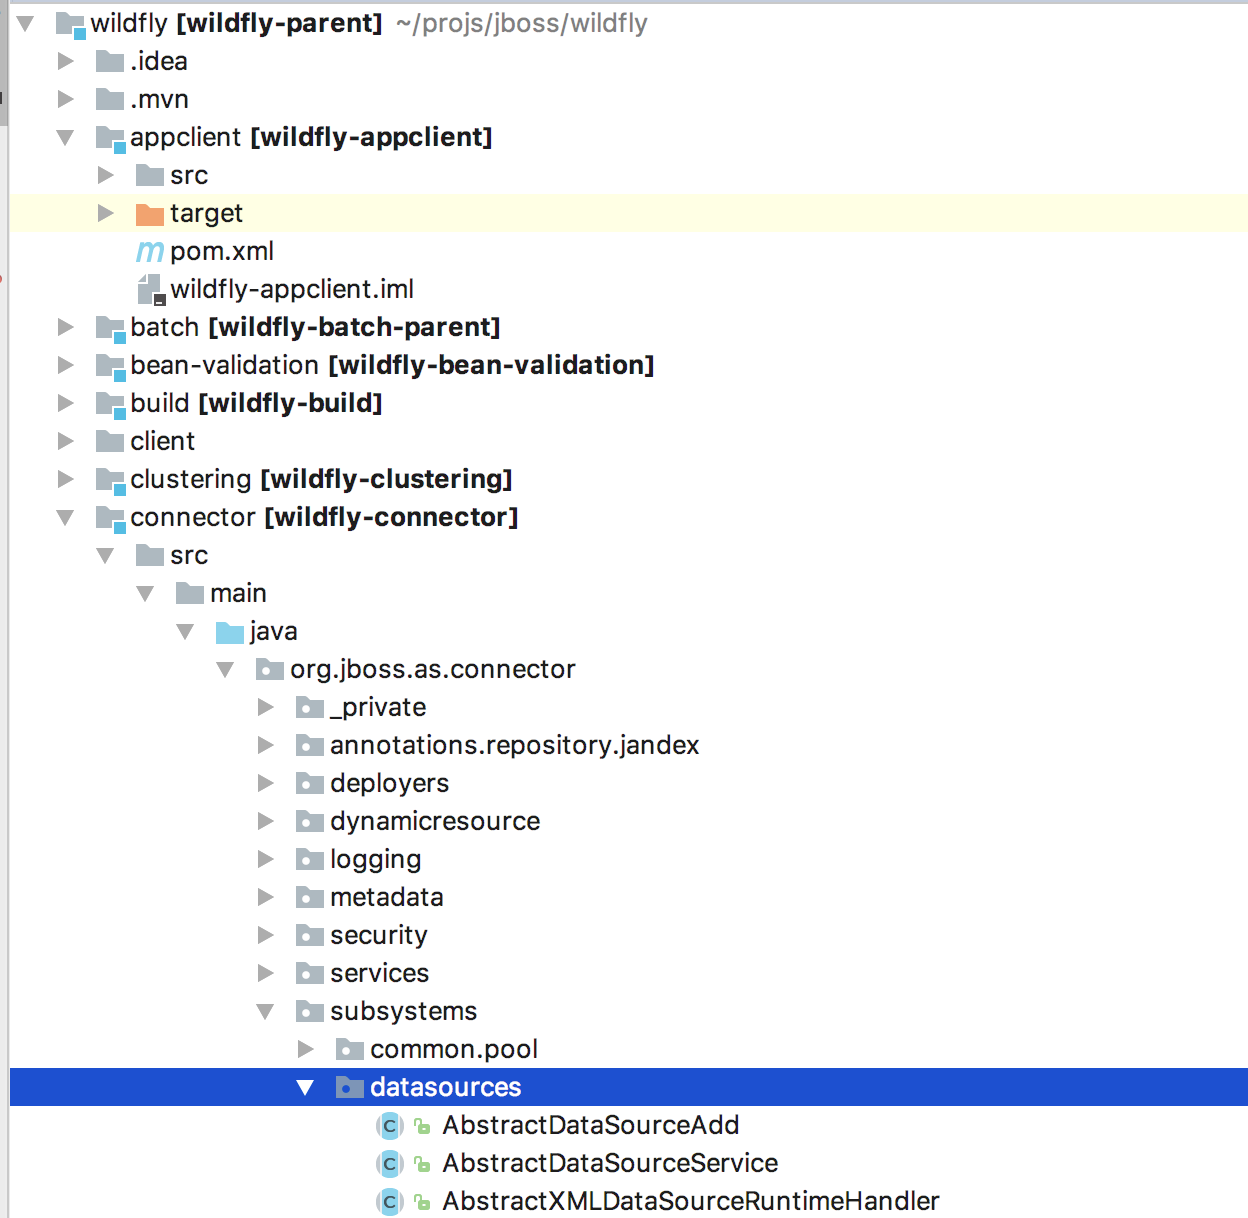 wildfly [wildfly-parent] ~/projs/jboss/wildfly
.idea
.mvn
appclient [wildfly-appclient]
src
target
pom.xml
wildfly-appclient.iml
batch [wildfly-batch-parent]
bean-validation [wildfly-bean-validation]
build [wildfly-build]
client
clustering [wildfly-clustering]
connector [wildfly-connector]
src
main
java
org.jboss.as.connector
_private
annotations.repository.jandex
deployers
dynamicresource
logging
metadata
security
services
subsystems
common.pool
datasources
AbstractDataSourceAdd
AbstractDataSourceService
AbstractXMLDataSourceRuntimeHandler